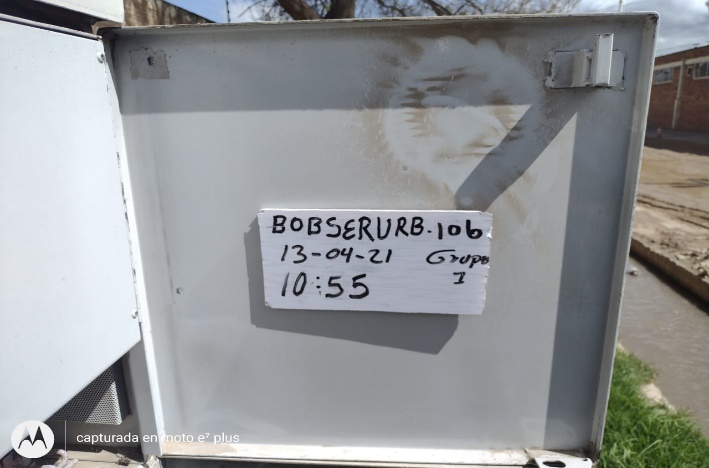 BOBSERURB.106
13-04-21 Grupo
10:55 I
capturada en moto e⁷ plus